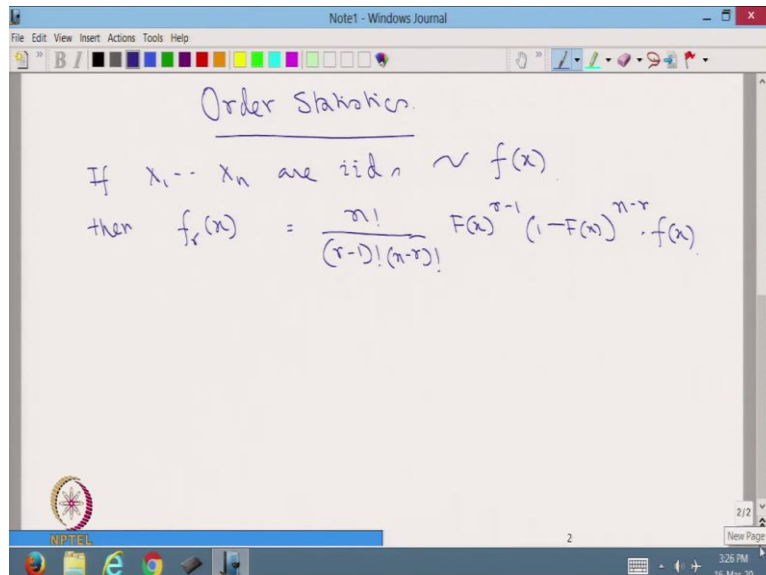 Note1 - Windows Journal
File Edit View Insert Actions Tools Help
B I
Order Statistics.
If X₁ -- Xₙ are iid ~ f(x)
then fᵣ(x) = n! / (r-1)!(n-r)! F(x)^{r-1} (1-F(x))^{n-r} . f(x)
NPTEL
2/2
2
New Page
3:26 PM